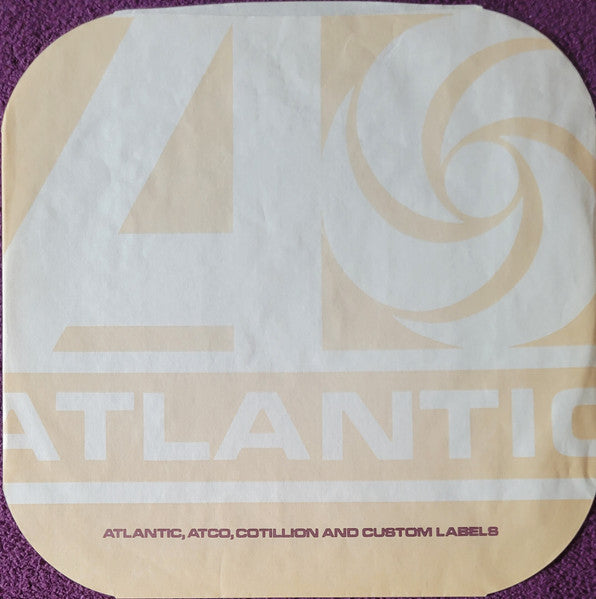 ATLANTIC
ATLANTIC, ATCO, COTILLION AND CUSTOM LABELS